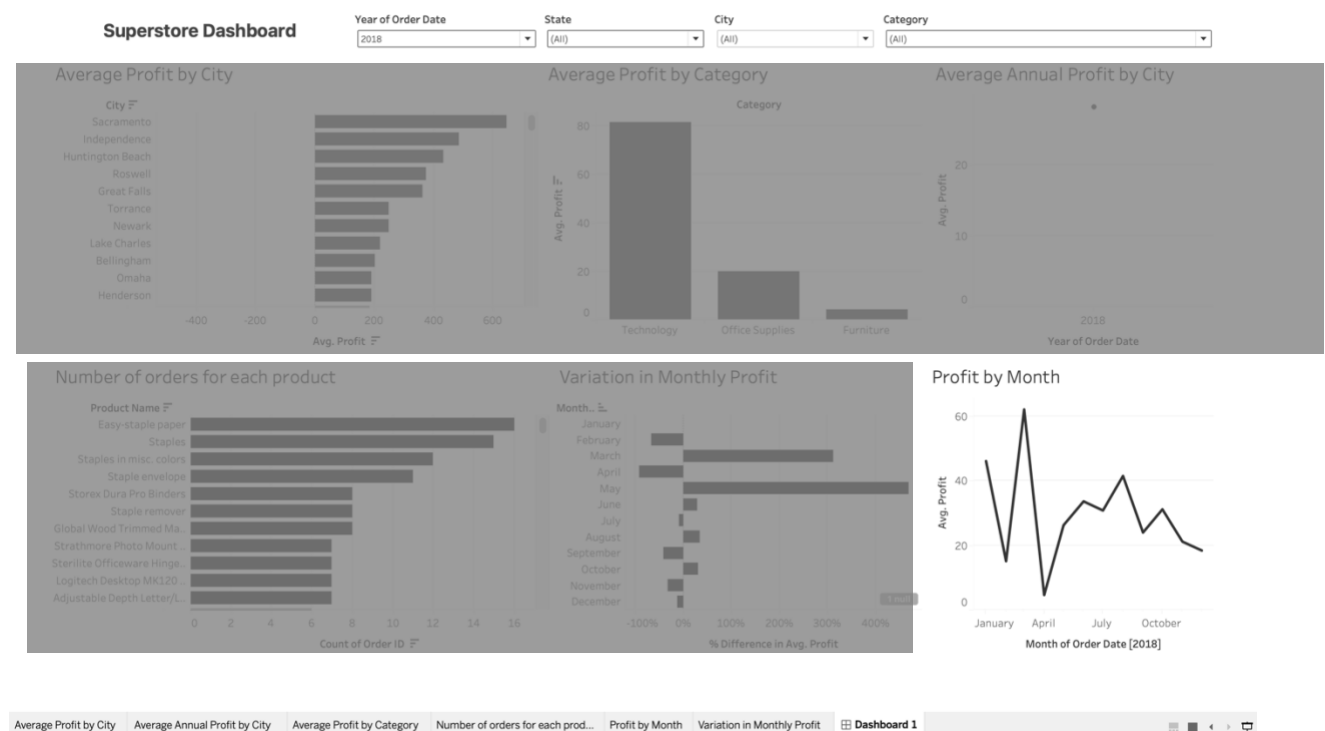 Superstore Dashboard
Year of Order Date
2018
State
(All)
City
(All)
Category
(All)
Average Profit by City
City
Sacramento
Independence
Huntington Beach
Roswell
Great Falls
Torrance
Newark
Lake Charles
Bellingham
Omaha
Henderson
-400 -200 0 200 400 600
Avg. Profit
Average Profit by Category
Category
80
60
40
20
0
Avg. Profit
Technology Office Supplies Furniture
Average Annual Profit by City
20
10
0
Avg. Profit
2018
Year of Order Date
Number of orders for each product
Product Name
Easy-staple paper
Staples
Staples in misc. colors
Staple envelope
Storex Dura Pro Binders
Staple remover
Global Wood Trimmed Ma..
Strathmore Photo Mount..
Sterilite Officeware Hinge..
Logitech Desktop MK120 ..
Adjustable Depth Letter/L..
0 2 4 6 8 10 12 14 16
Count of Order ID
Variation in Monthly Profit
Month..
January
February
March
April
May
June
July
August
September
October
November
December
1 null
-100% 0% 100% 200% 300% 400%
% Difference in Avg. Profit
Profit by Month
60
40
20
0
Avg. Profit
January April July October
Month of Order Date [2018]
Average Profit by City Average Annual Profit by City Average Profit by Category Number of orders for each prod... Profit by Month Variation in Monthly Profit Dashboard 1